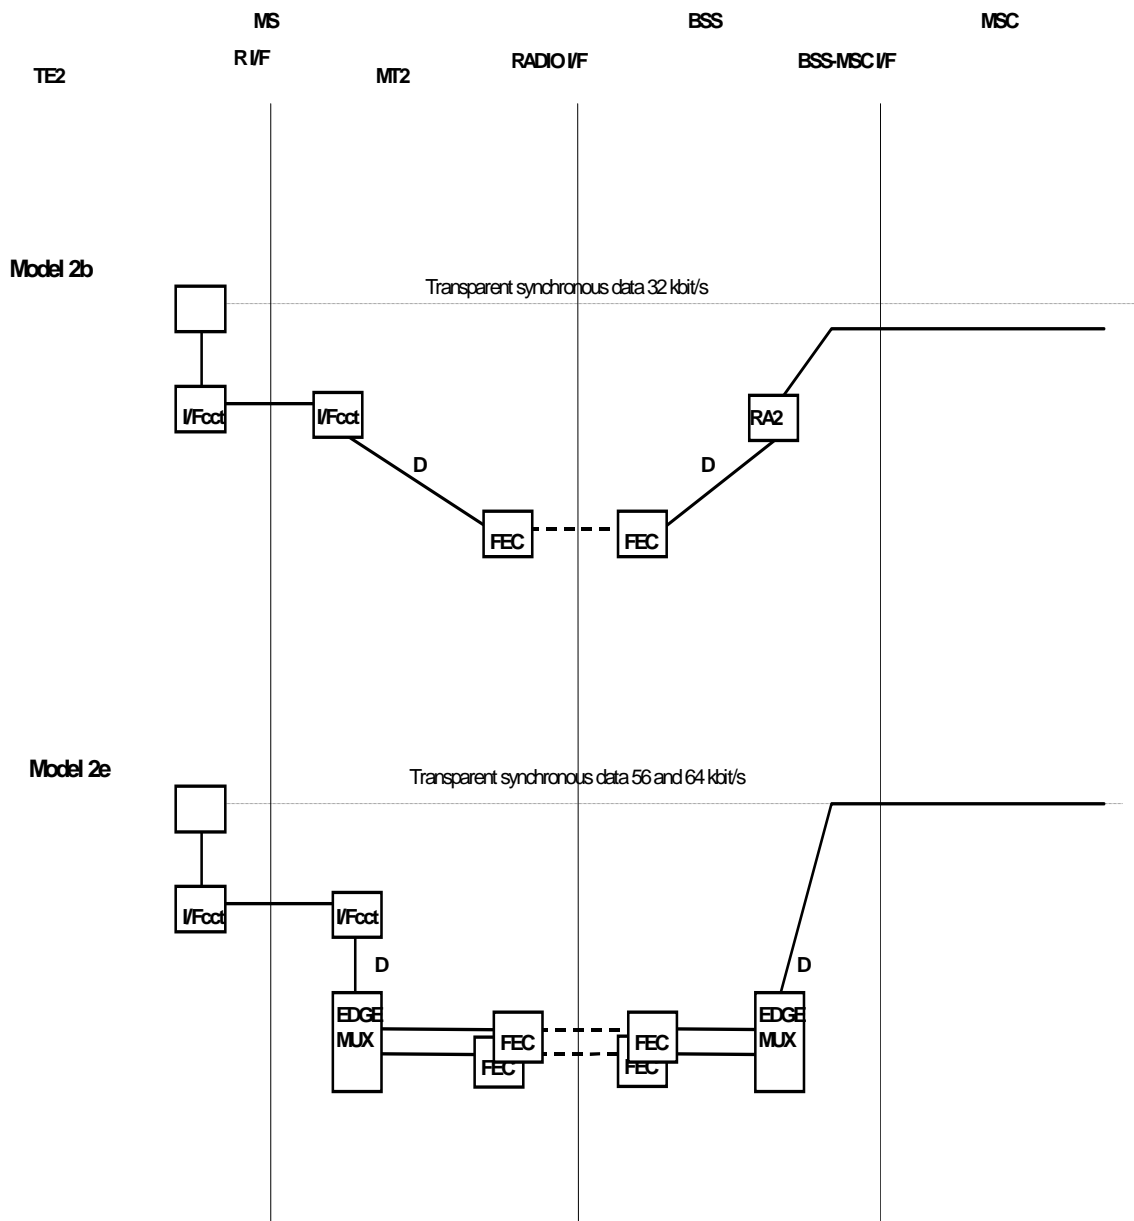 MS
BSS
MSC
R I/F
RADIO I/F
BSS-MSC I/F
TE2
MT2
Model 2b
Transparent synchronous data 32 kbit/s
I/Fcct
I/Fcct
RA2
D
D
FEC
FEC
Model 2e
Transparent synchronous data 56 and 64 kbit/s
I/Fcct
I/Fcct
D
D
EDGE
MUX
FEC
FEC
FEC
FEC
EDGE
MUX